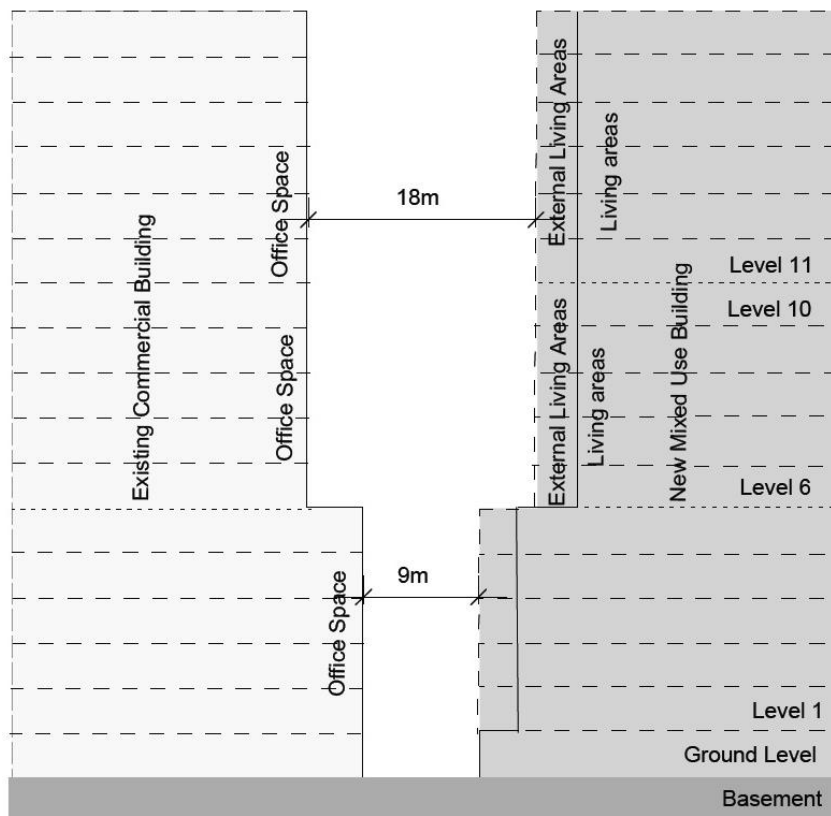 External Living Areas
Living areas
Office Space
18m
Existing Commercial Building
New Mixed Use Building
Level 11
Level 10
External Living Areas
Living areas
Office Space
Level 6
9m
Office Space
Level 1
Ground Level
Basement